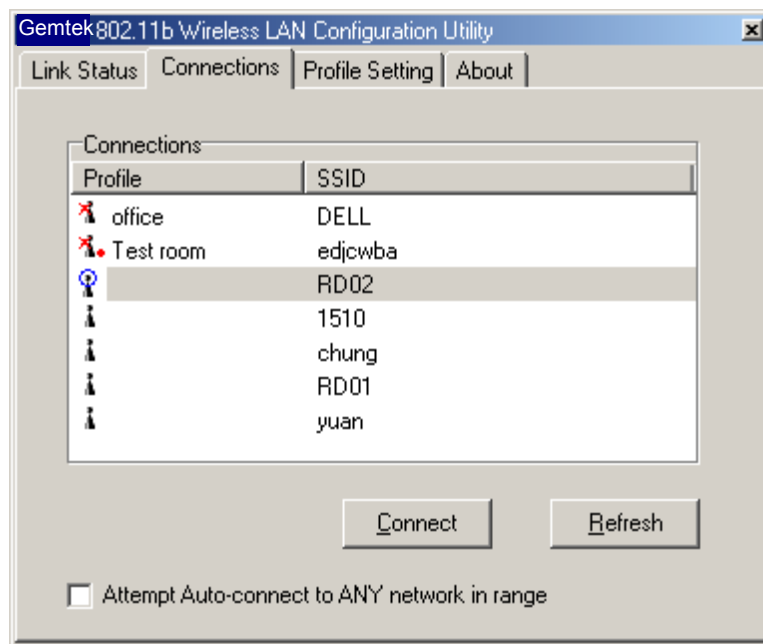 Gemtek 802.11b Wireless LAN Configuration Utility
Link Status Connections Profile Setting About
Connections
Profile SSID
office DELL
Test room edjcwba
RD02
1510
chung
RD01
yuan
Connect Refresh
Attempt Auto-connect to ANY network in range